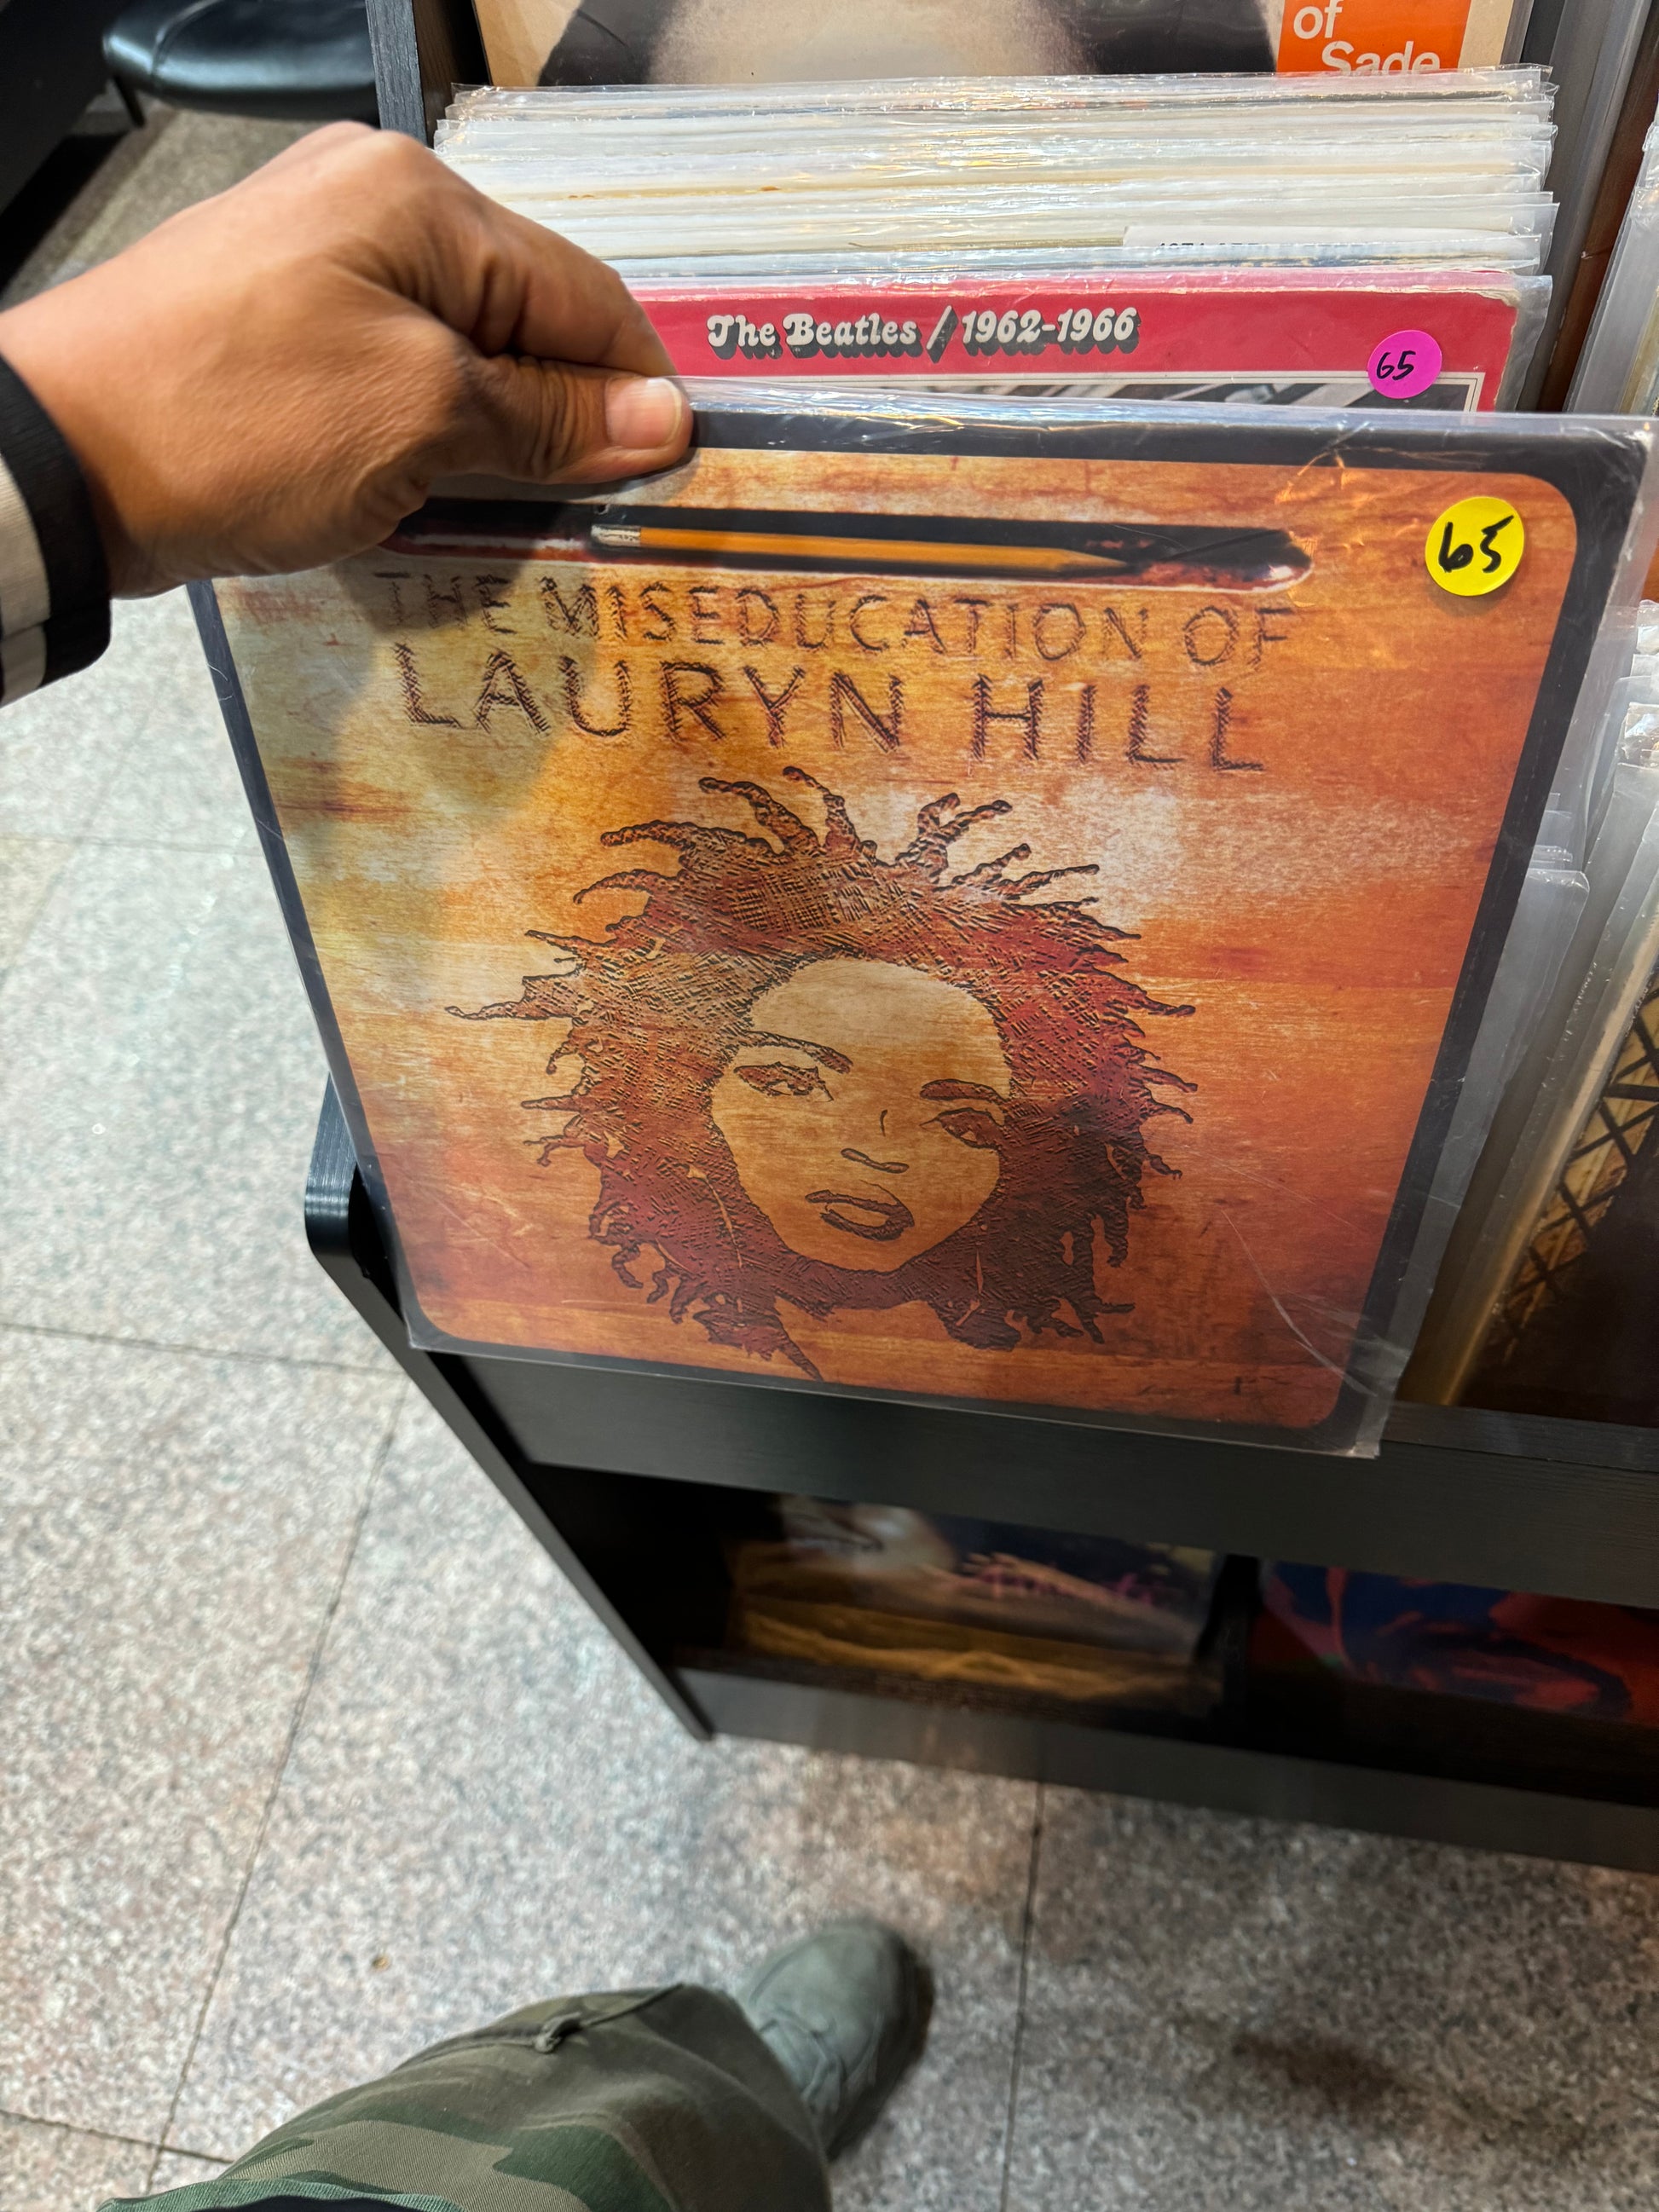 of
Sade
The Beatles / 1962-1966
65
65
THE MISEDUCATION OF
LAURYN HILL